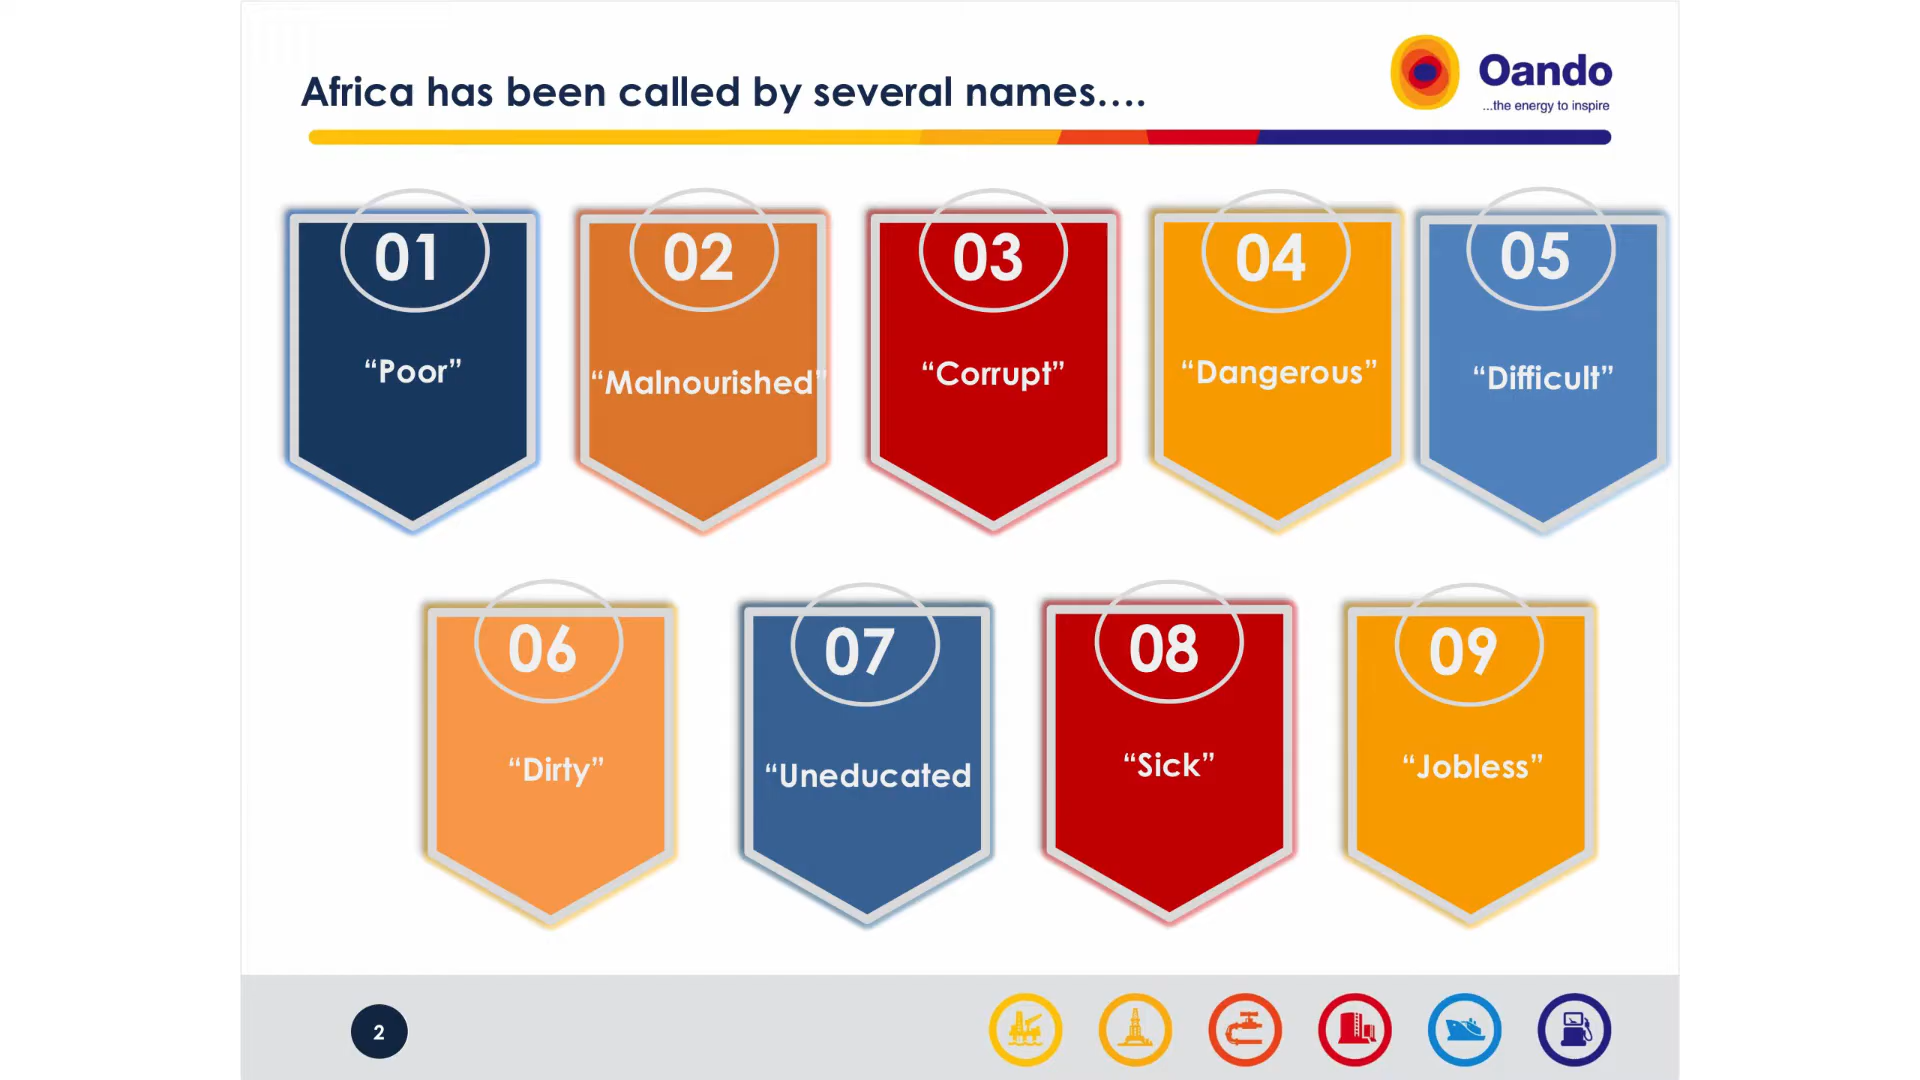 Africa has been called by several names....
Oando
...the energy to inspire
01
02
03
04
05
“Poor”
“Malnourished”
“Corrupt”
“Dangerous”
“Difficult”
06
07
08
09
“Dirty”
“Uneducated
“Sick”
“Jobless”
2